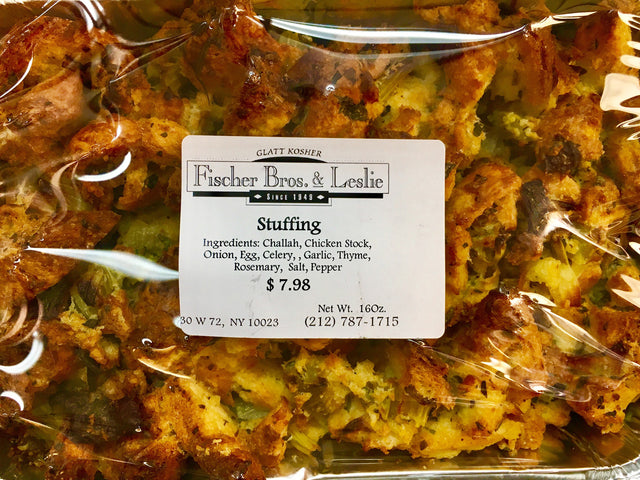 GLATT KOSHER
Fischer Bros. & Leslie
SINCE 1949
Stuffing
Ingredients: Challah, Chicken Stock,
Onion, Egg, Celery, , Garlic, Thyme,
Rosemary, Salt, Pepper
$ 7.98
Net Wt. 16Oz.
30 W 72, NY 10023 (212) 787-1715